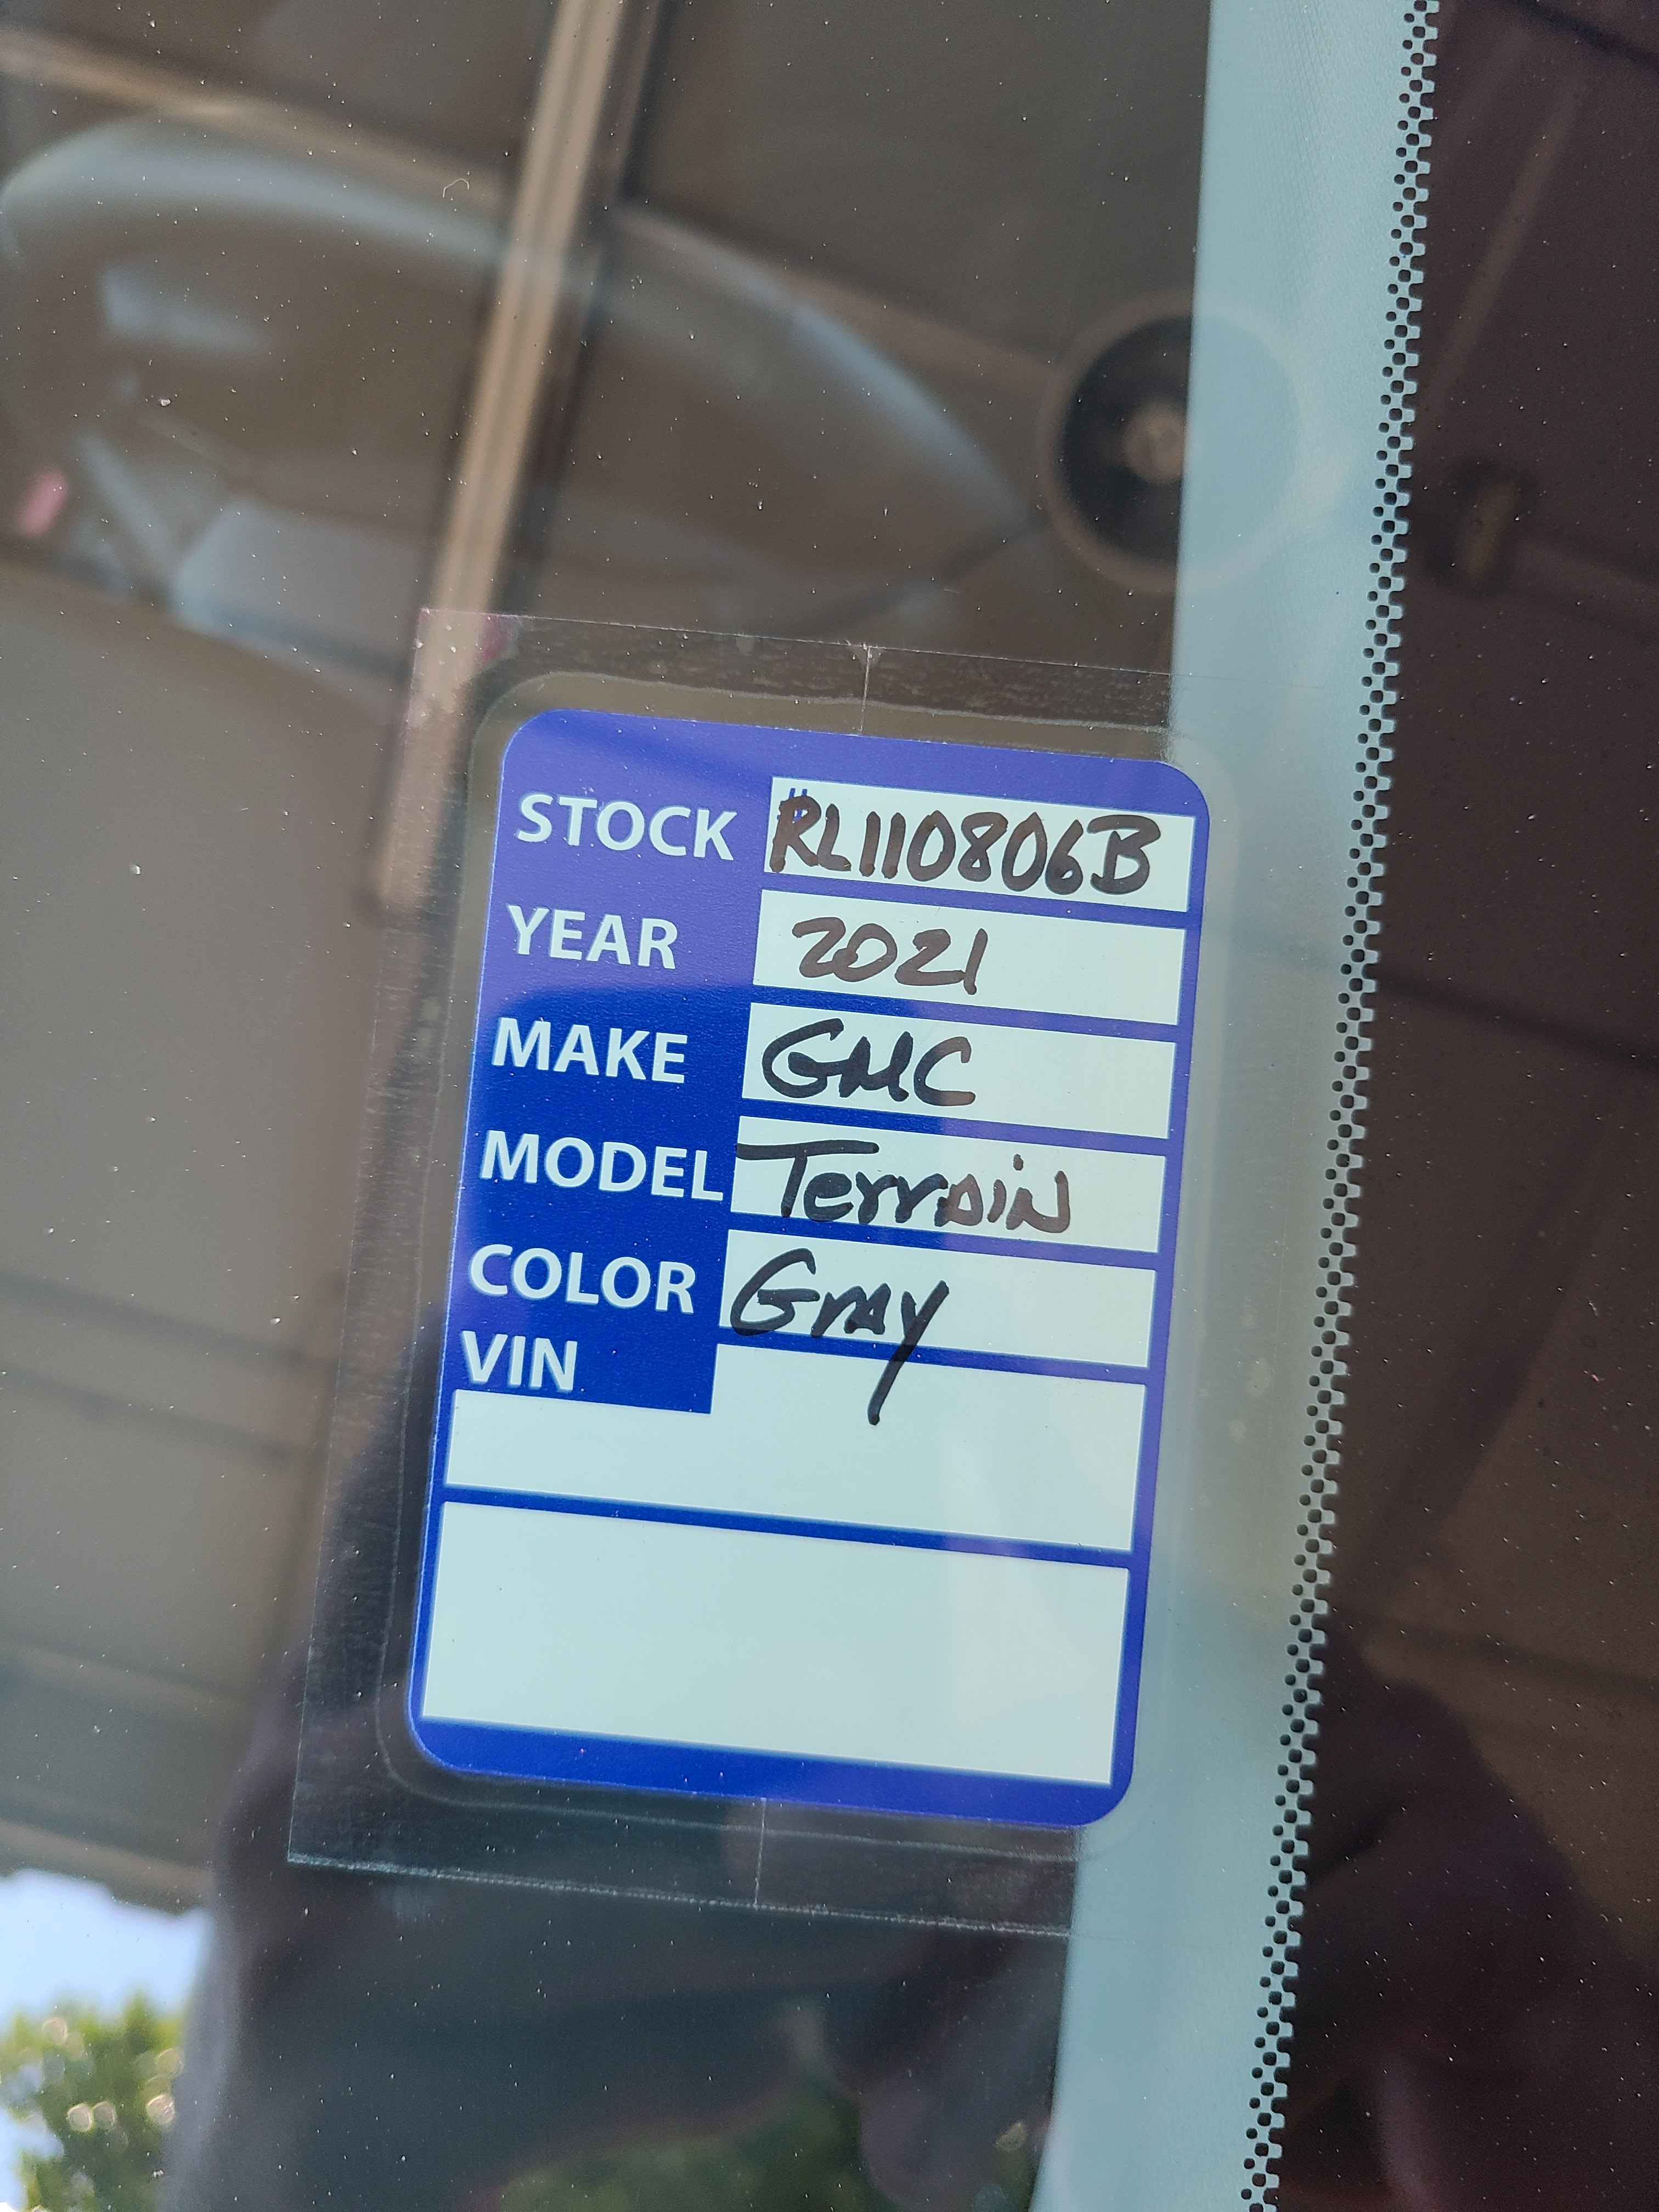 STOCK #RL110806B
YEAR 2021
MAKE GMC
MODEL Terrain
COLOR Gray
VIN